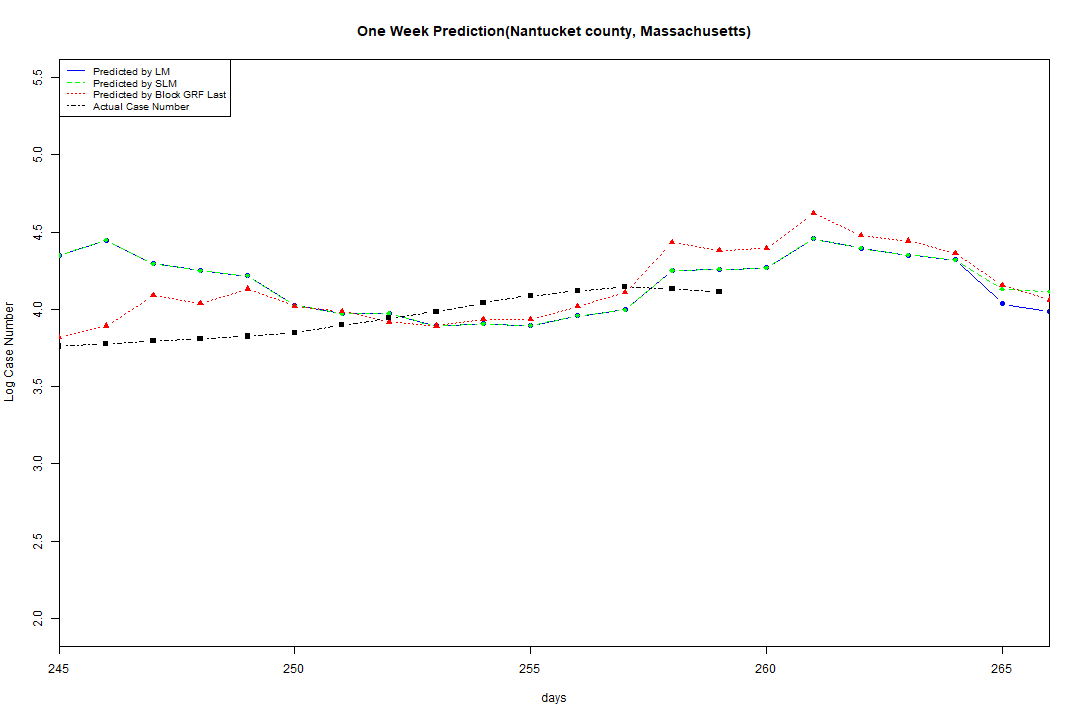 One Week Prediction(Nantucket county, Massachusetts)
Predicted by LM
Predicted by SLM
Predicted by Block GRF Last
Actual Case Number
5.5
5.0
4.5
4.0
3.5
3.0
2.5
2.0
Log Case Number
245 250 255 260 265
days